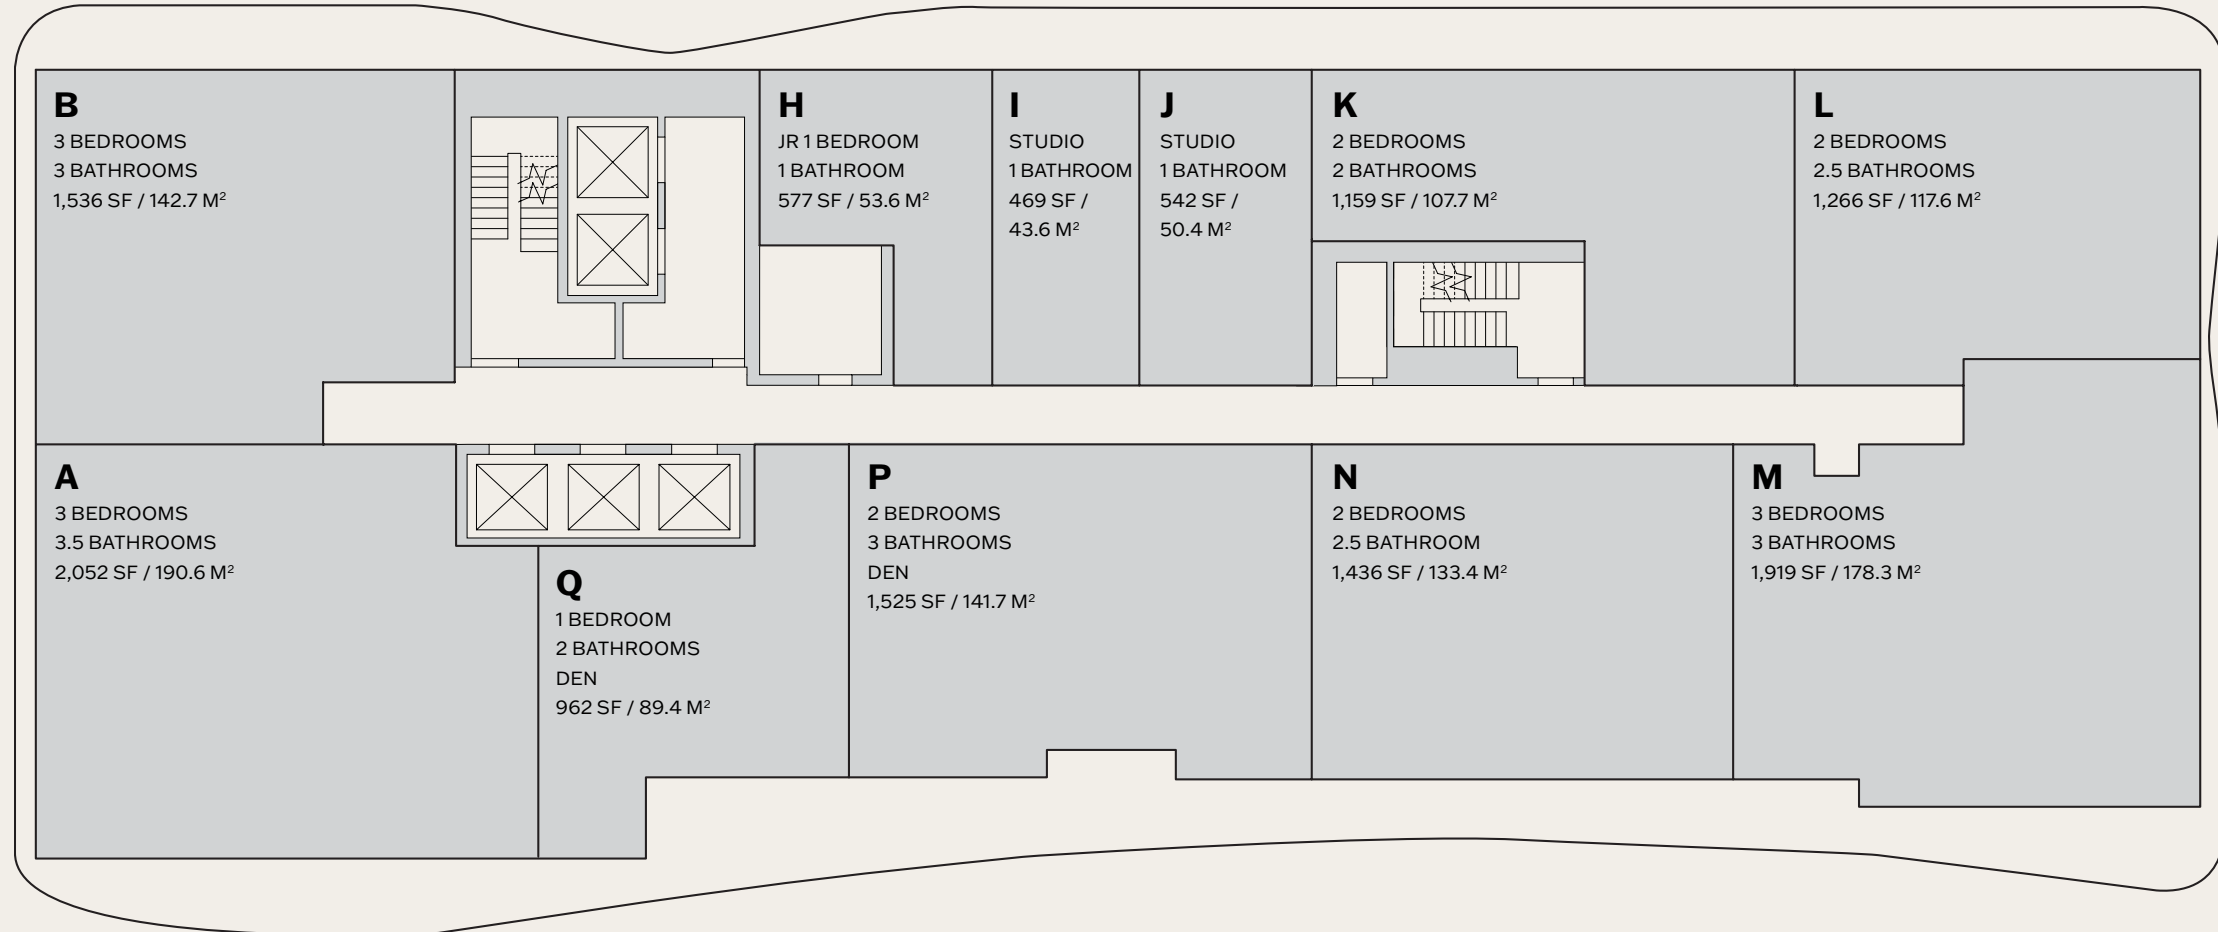 B
3 BEDROOMS
3 BATHROOMS
1,536 SF / 142.7 M²
H
JR 1 BEDROOM
1 BATHROOM
577 SF / 53.6 M²
I
STUDIO
1 BATHROOM
469 SF /
43.6 M²
J
STUDIO
1 BATHROOM
542 SF /
50.4 M²
K
2 BEDROOMS
2 BATHROOMS
1,159 SF / 107.7 M²
L
2 BEDROOMS
2.5 BATHROOMS
1,266 SF / 117.6 M²
A
3 BEDROOMS
3.5 BATHROOMS
2,052 SF / 190.6 M²
Q
1 BEDROOM
2 BATHROOMS
DEN
962 SF / 89.4 M²
P
2 BEDROOMS
3 BATHROOMS
DEN
1,525 SF / 141.7 M²
N
2 BEDROOMS
2.5 BATHROOM
1,436 SF / 133.4 M²
M
3 BEDROOMS
3 BATHROOMS
1,919 SF / 178.3 M²